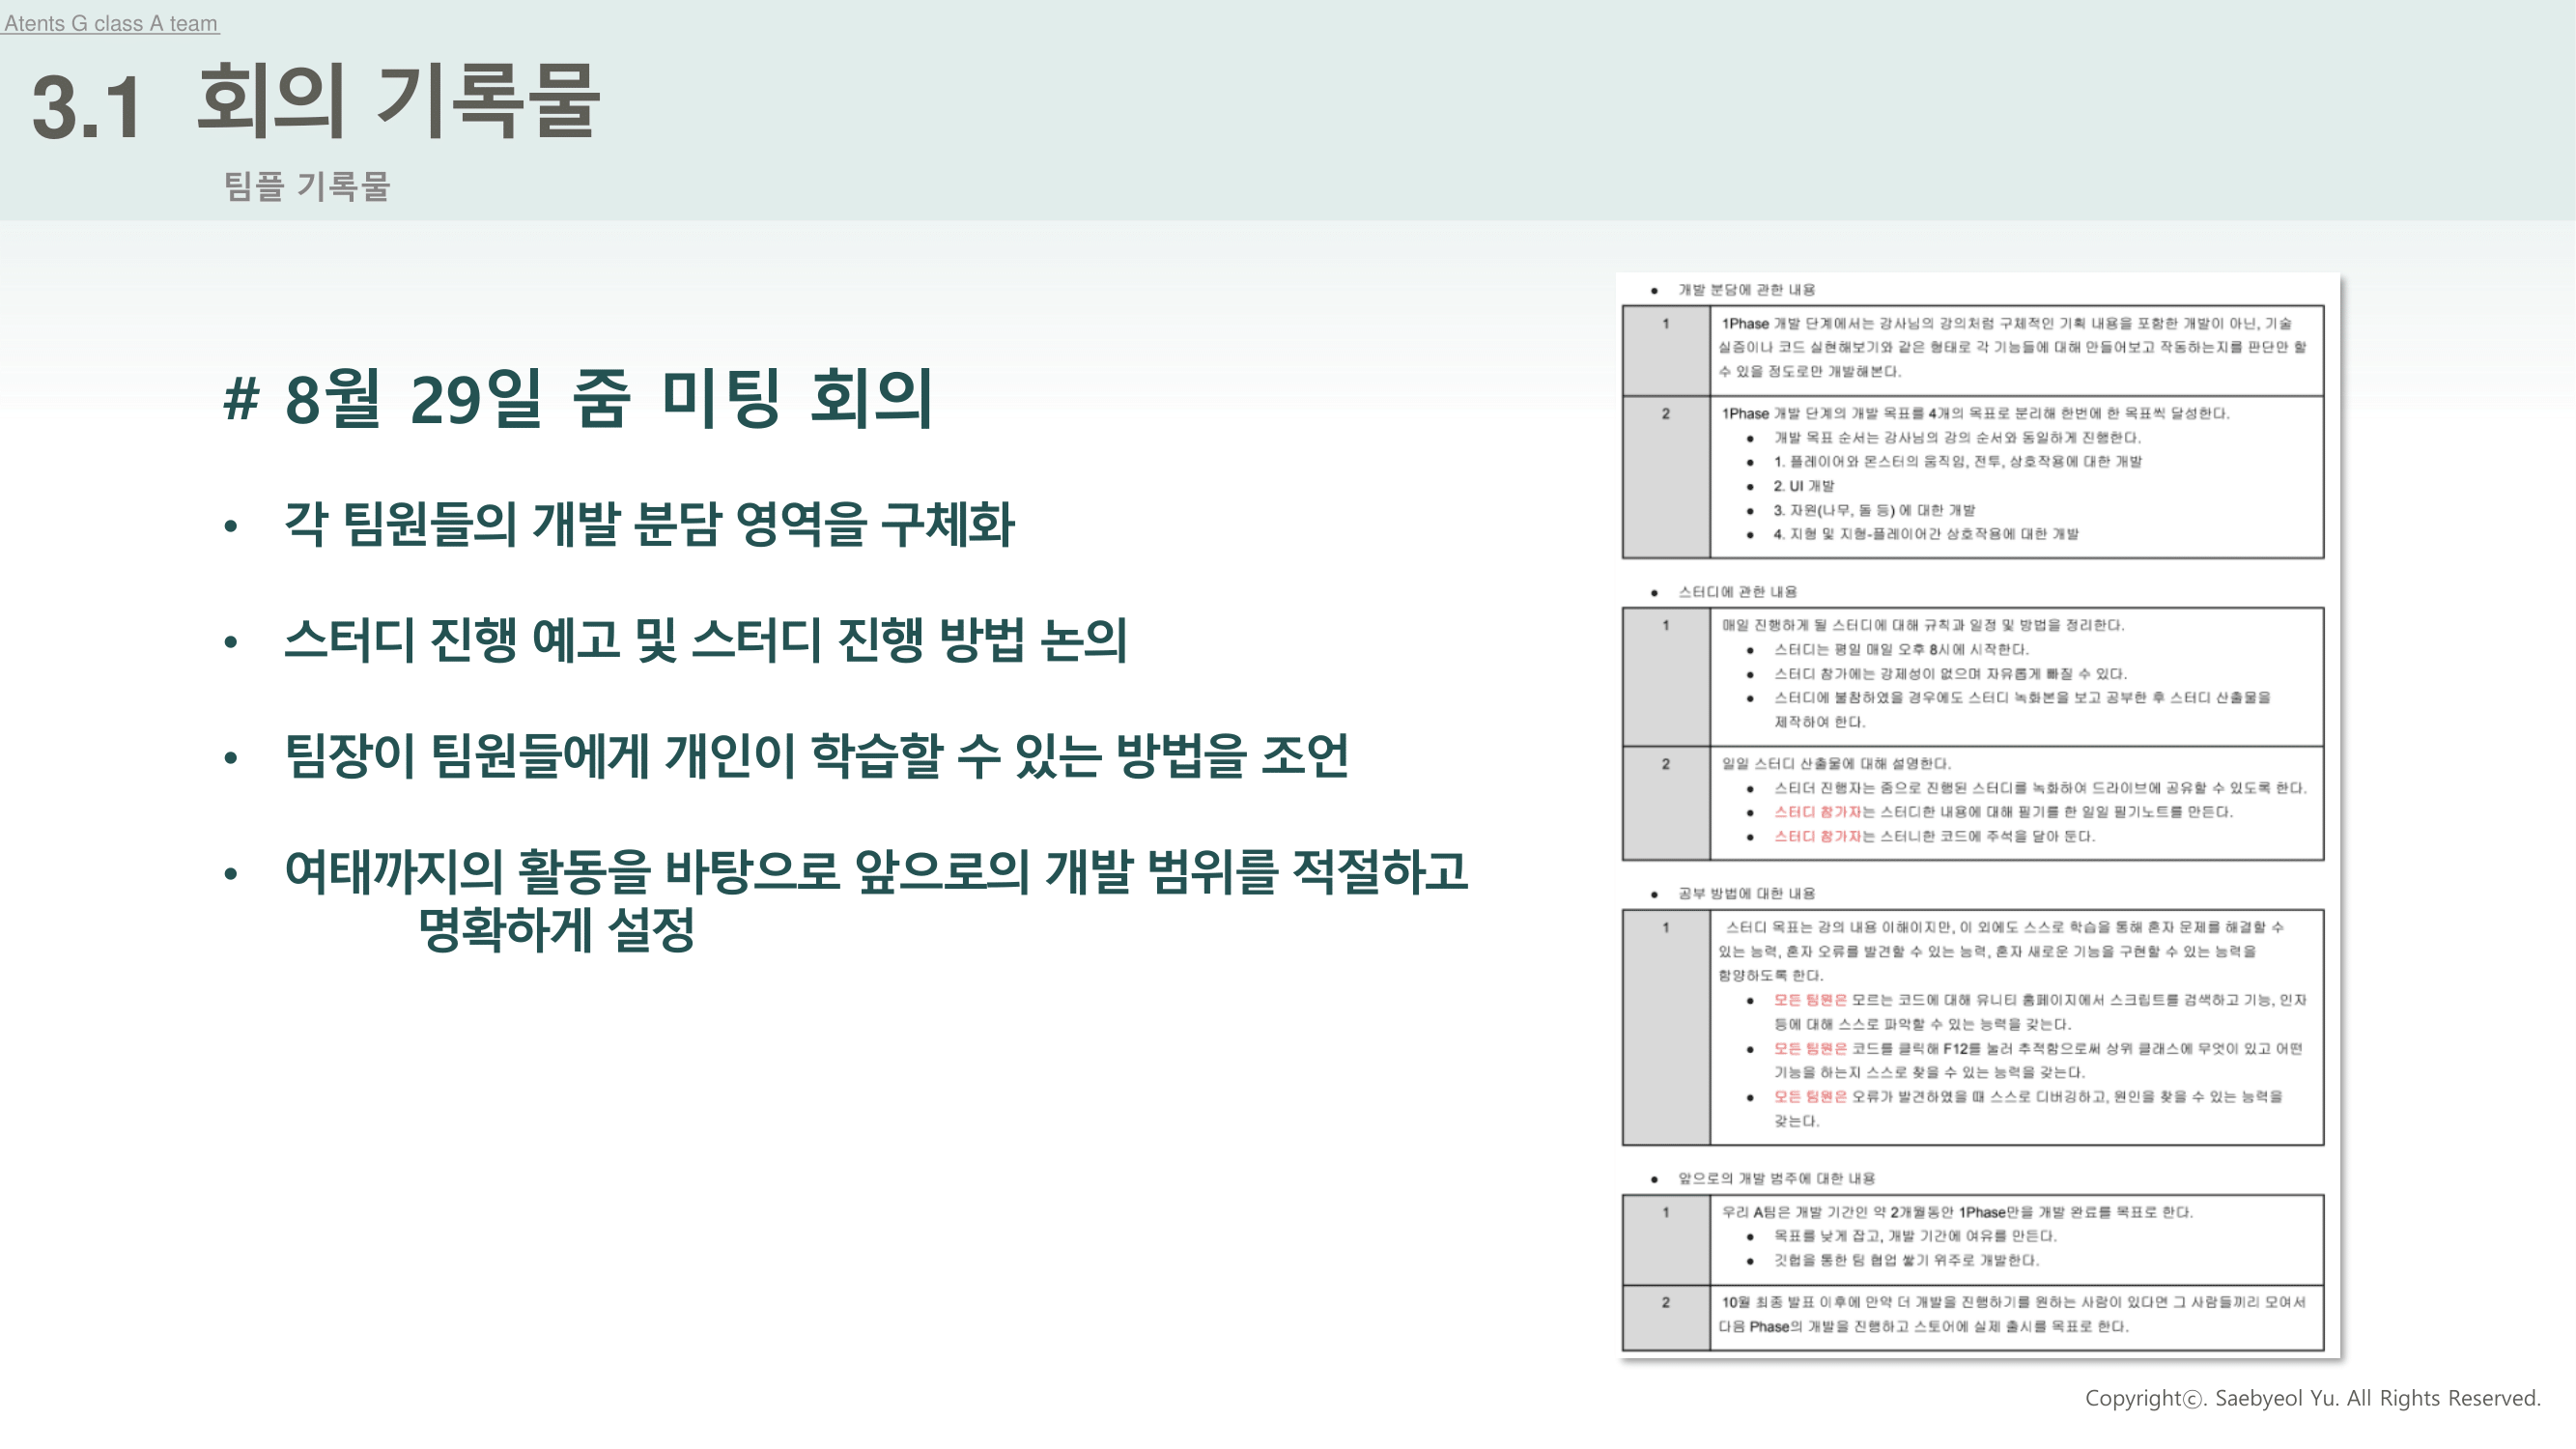 Atents G class A team
3.1 회의 기록물
팀플 기록물
# 8월 29일 줌 미팅 회의
• 각 팀원들의 개발 분담 영역을 구체화
• 스터디 진행 예고 및 스터디 진행 방법 논의
• 팀장이 팀원들에게 개인이 학습할 수 있는 방법을 조언
• 여태까지의 활동을 바탕으로 앞으로의 개발 범위를 적절하고
명확하게 설정
● 개발 분담에 관한 내용
1 1Phase 개발 단계에서는 강사님의 강의처럼 구체적인 기획 내용을 포함한 개발이 아닌, 기술
실증이나 코드 실현해보기와 같은 형태로 각 기능들에 대해 만들어보고 작동하는지를 판단만 할
수 있을 정도로만 개발해본다.
2 1Phase 개발 단계의 개발 목표를 4개의 목표로 분리해 한번에 한 목표씩 달성한다.
● 개발 목표 순서는 강사님의 강의 순서와 동일하게 진행한다.
● 1. 플레이어와 몬스터의 움직임, 전투, 상호작용에 대한 개발
● 2. UI 개발
● 3. 자원(나무, 돌 등) 에 대한 개발
● 4. 지형 및 지형-플레이어간 상호작용에 대한 개발
● 스터디에 관한 내용
1 매일 진행하게 될 스터디에 대해 규칙과 일정 및 방법을 정리한다.
● 스터디는 평일 매일 오후 8시에 시작한다.
● 스터디 참가에는 강제성이 없으며 자유롭게 빠질 수 있다.
● 스터디에 불참하였을 경우에도 스터디 녹화본을 보고 공부한 후 스터디 산출물을
제작하여 한다.
2 일일 스터디 산출물에 대해 설명한다.
● 스티더 진행자는 줌으로 진행된 스터디를 녹화하여 드라이브에 공유할 수 있도록 한다.
● 스터디 참가자는 스터디한 내용에 대해 필기를 한 일일 필기노트를 만든다.
● 스터디 참가자는 스터니한 코드에 주석을 달아 둔다.
● 공부 방법에 대한 내용
1 스터디 목표는 강의 내용 이해이지만, 이 외에도 스스로 학습을 통해 혼자 문제를 해결할 수
있는 능력, 혼자 오류를 발견할 수 있는 능력, 혼자 새로운 기능을 구현할 수 있는 능력을
함양하도록 한다.
● 모든 팀원은 모르는 코드에 대해 유니티 홈페이지에서 스크립트를 검색하고 기능, 인자
등에 대해 스스로 파악할 수 있는 능력을 갖는다.
● 모든 팀원은 코드를 클릭해 F12를 눌러 추적함으로써 상위 클래스에 무엇이 있고 어떤
기능을 하는지 스스로 찾을 수 있는 능력을 갖는다.
● 모든 팀원은 오류가 발견하였을 때 스스로 디버깅하고, 원인을 찾을 수 있는 능력을
갖는다.
● 앞으로의 개발 범주에 대한 내용
1 우리 A팀은 개발 기간인 약 2개월동안 1Phase만을 개발 완료를 목표로 한다.
● 목표를 낮게 잡고, 개발 기간에 여유를 만든다.
● 깃헙을 통한 팀 협업 쌓기 위주로 개발한다.
2 10월 최종 발표 이후에 만약 더 개발을 진행하기를 원하는 사람이 있다면 그 사람들끼리 모여서
다음 Phase의 개발을 진행하고 스토어에 실제 출시를 목표로 한다.
Copyrightⓒ. Saebyeol Yu. All Rights Reserved.